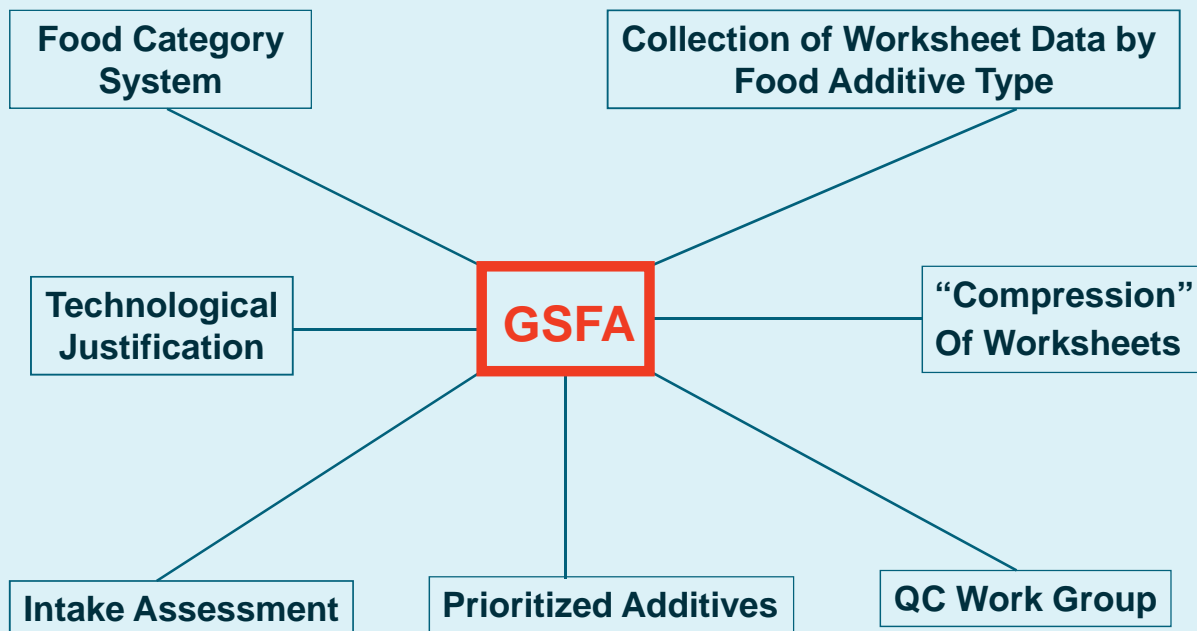 Food Category
System
Collection of Worksheet Data by
Food Additive Type
Technological
Justification
GSFA
“Compression”
Of Worksheets
Intake Assessment
Prioritized Additives
QC Work Group